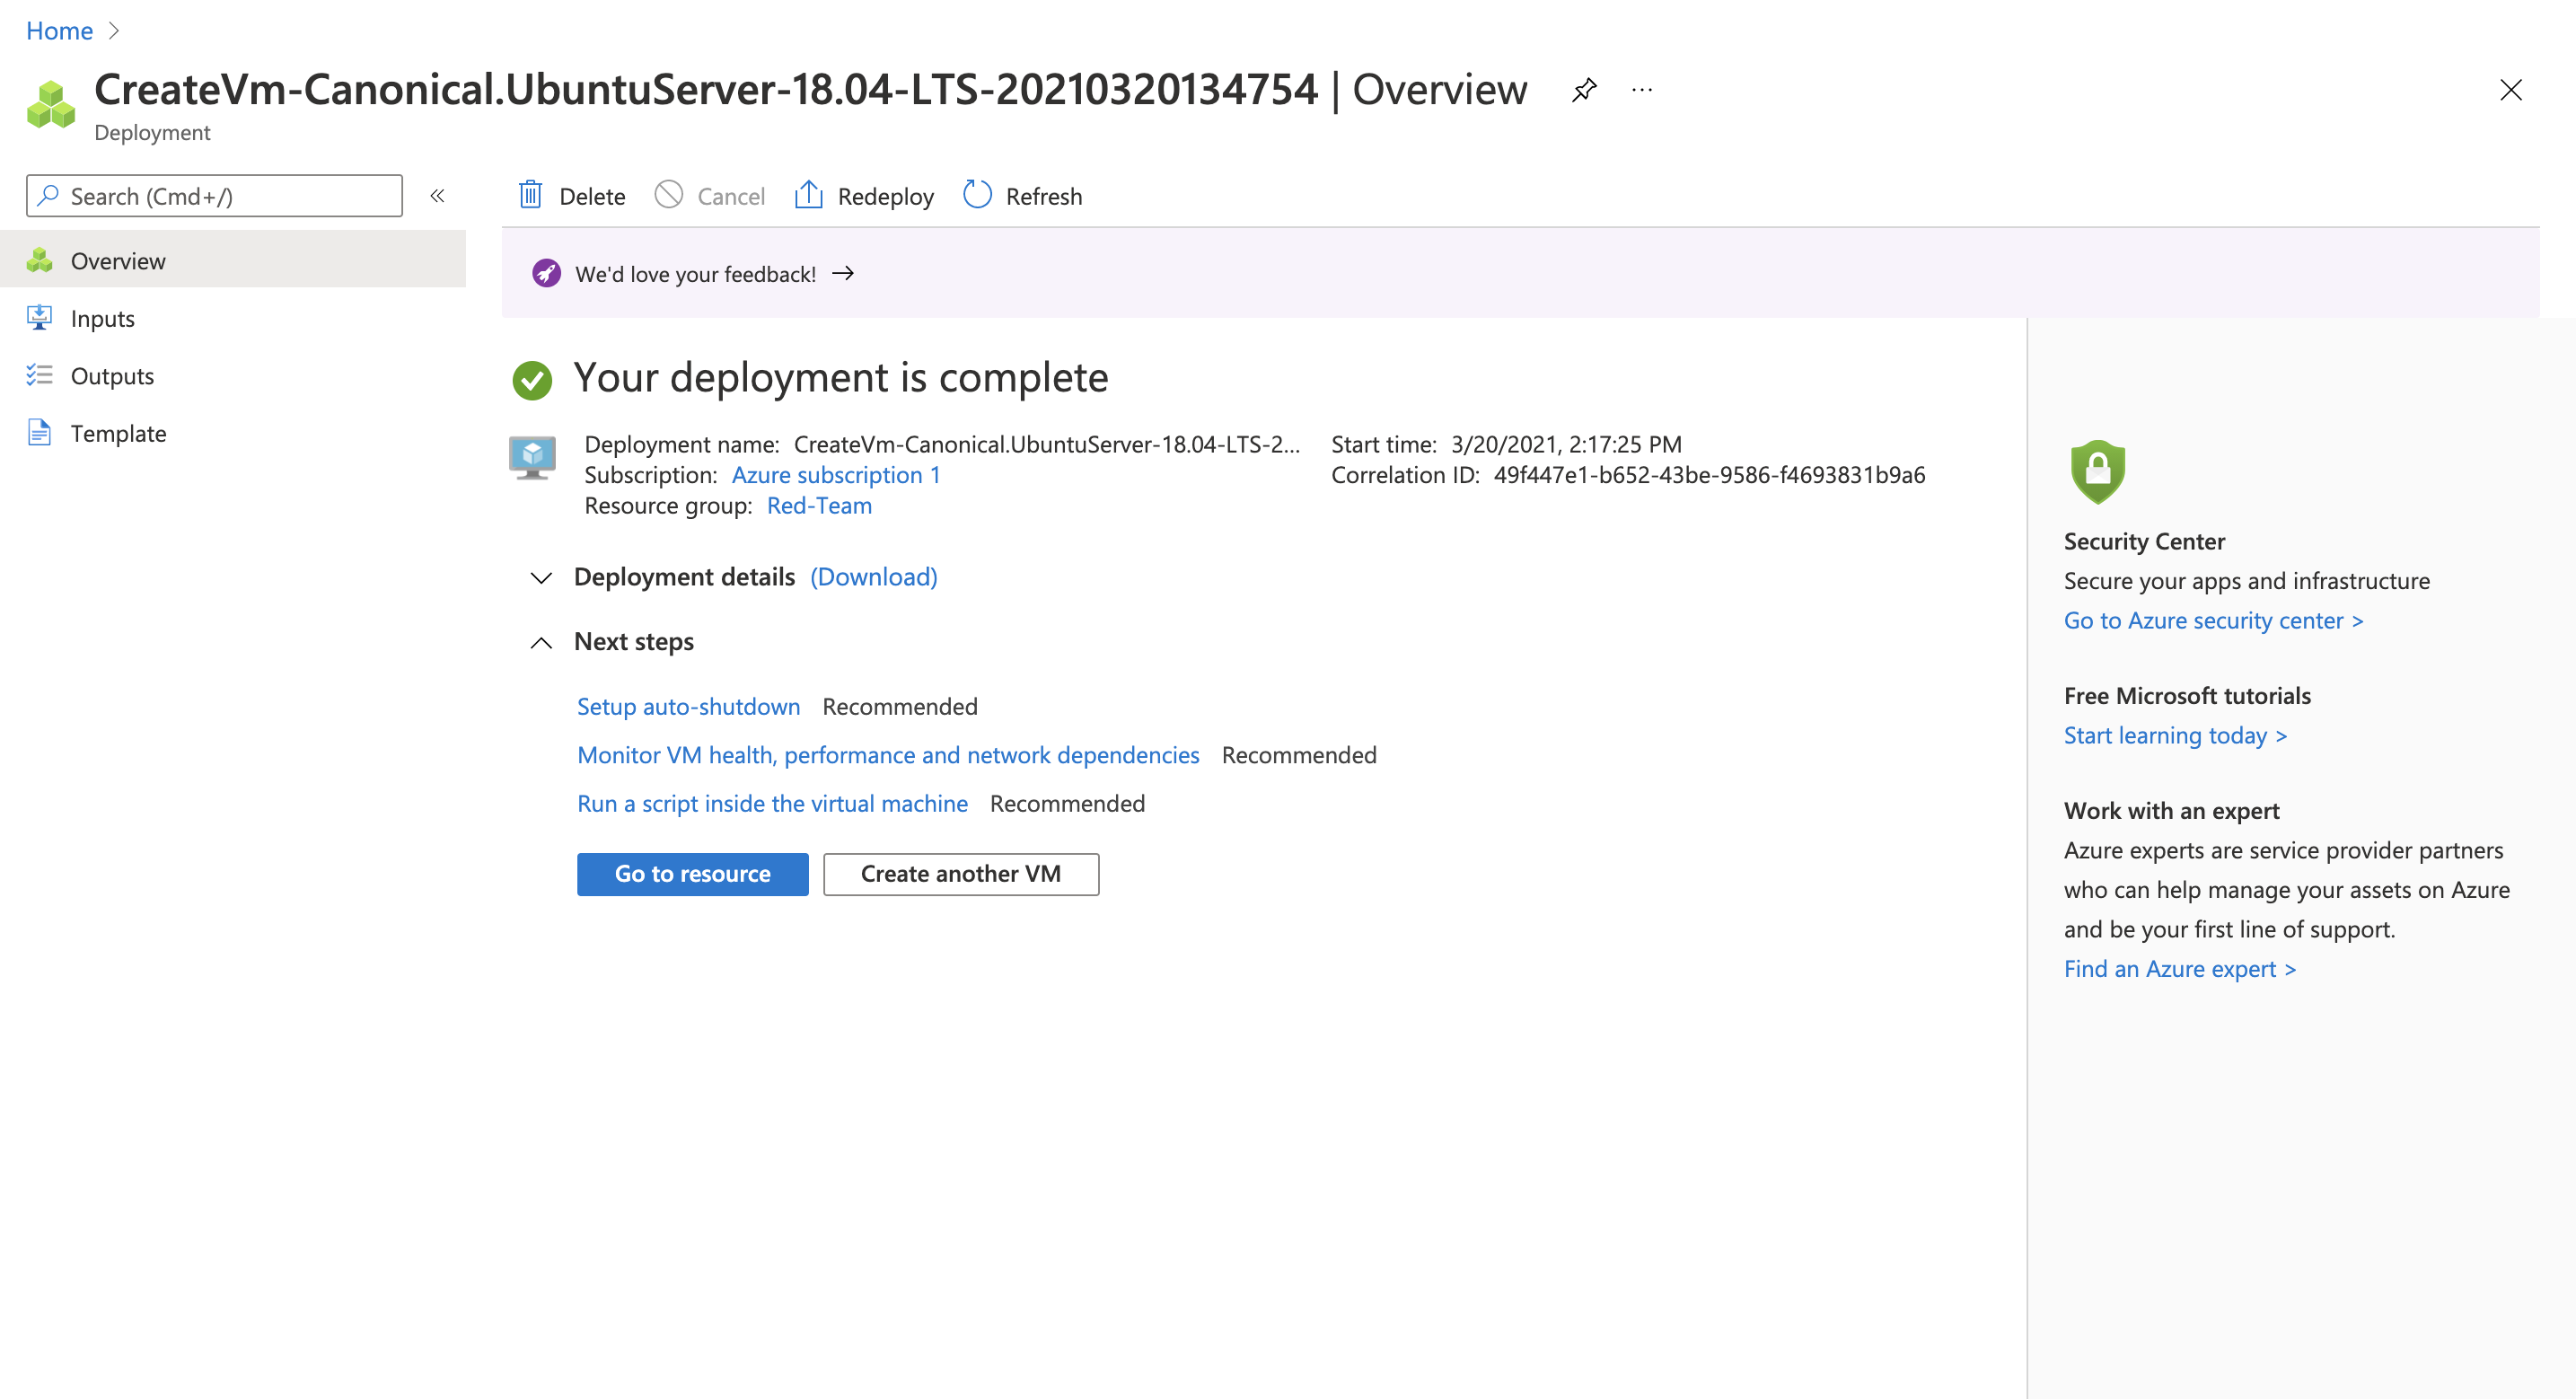 Home
CreateVm-Canonical.UbuntuServer-18.04-LTS-20210320134754 | Overview
Deployment
Search (Cmd+/)
Overview
Inputs
Outputs
Template
Delete
Cancel
Redeploy
Refresh
We'd love your feedback! →
Your deployment is complete
Deployment name: CreateVm-Canonical.UbuntuServer-18.04-LTS-2...
Subscription: Azure subscription 1
Resource group: Red-Team
Start time: 3/20/2021, 2:17:25 PM
Correlation ID: 49f447e1-b652-43be-9586-f4693831b9a6
Deployment details (Download)
Next steps
Setup auto-shutdown Recommended
Monitor VM health, performance and network dependencies Recommended
Run a script inside the virtual machine Recommended
Go to resource
Create another VM
Security Center
Secure your apps and infrastructure
Go to Azure security center >
Free Microsoft tutorials
Start learning today >
Work with an expert
Azure experts are service provider partners
who can help manage your assets on Azure
and be your first line of support.
Find an Azure expert >